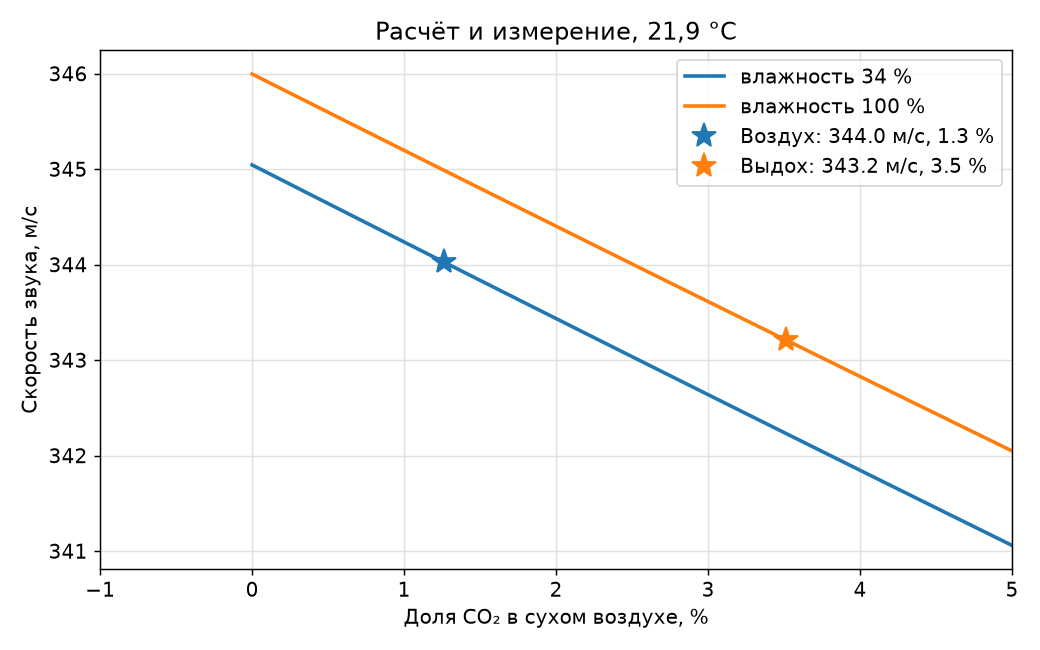 Расчёт и измерение, 21,9 °C
влажность 34 %
влажность 100 %
Воздух: 344.0 м/с, 1.3 %
Выдох: 343.2 м/с, 3.5 %
Скорость звука, м/с
346
345
344
343
342
341
−1 0 1 2 3 4 5
Доля CO₂ в сухом воздухе, %